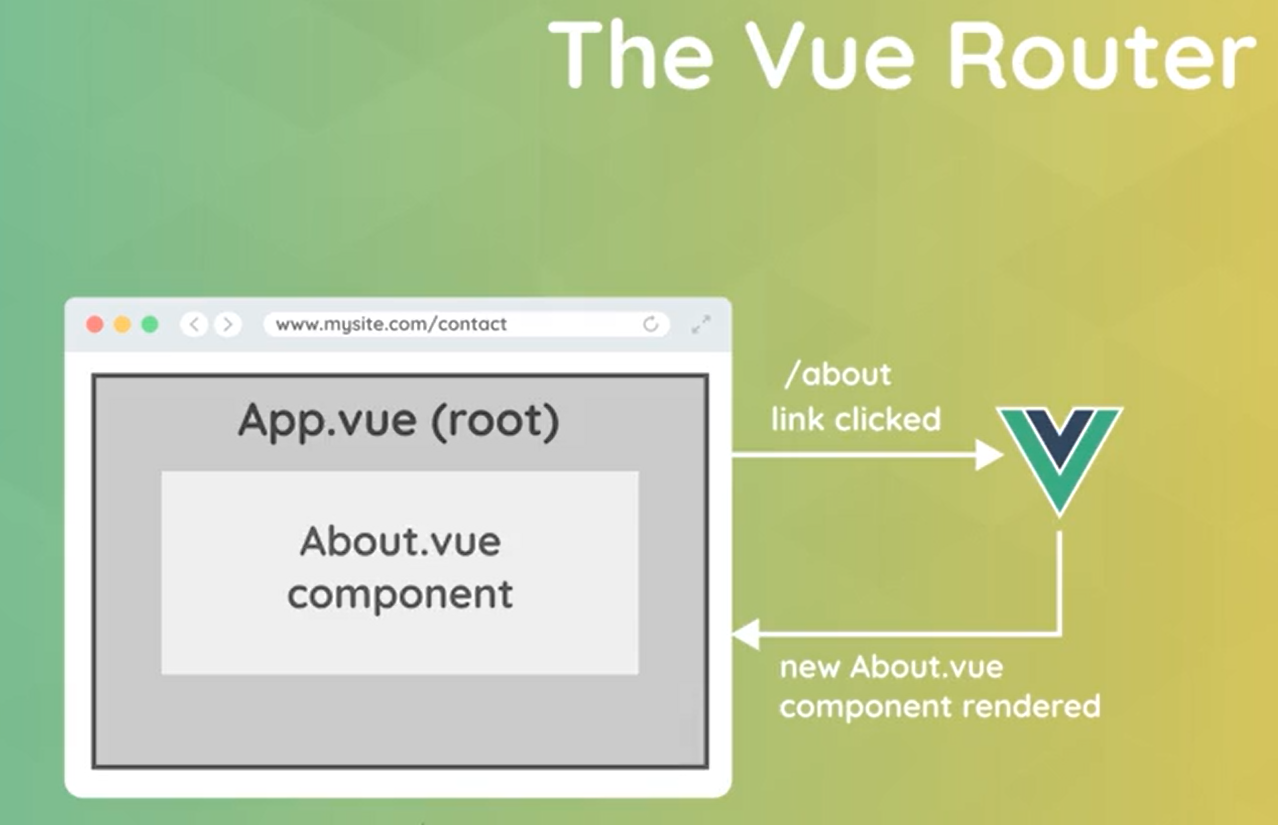 The Vue Router
www.mysite.com/contact
App.vue (root)
About.vue
component
/about
link clicked
new About.vue
component rendered